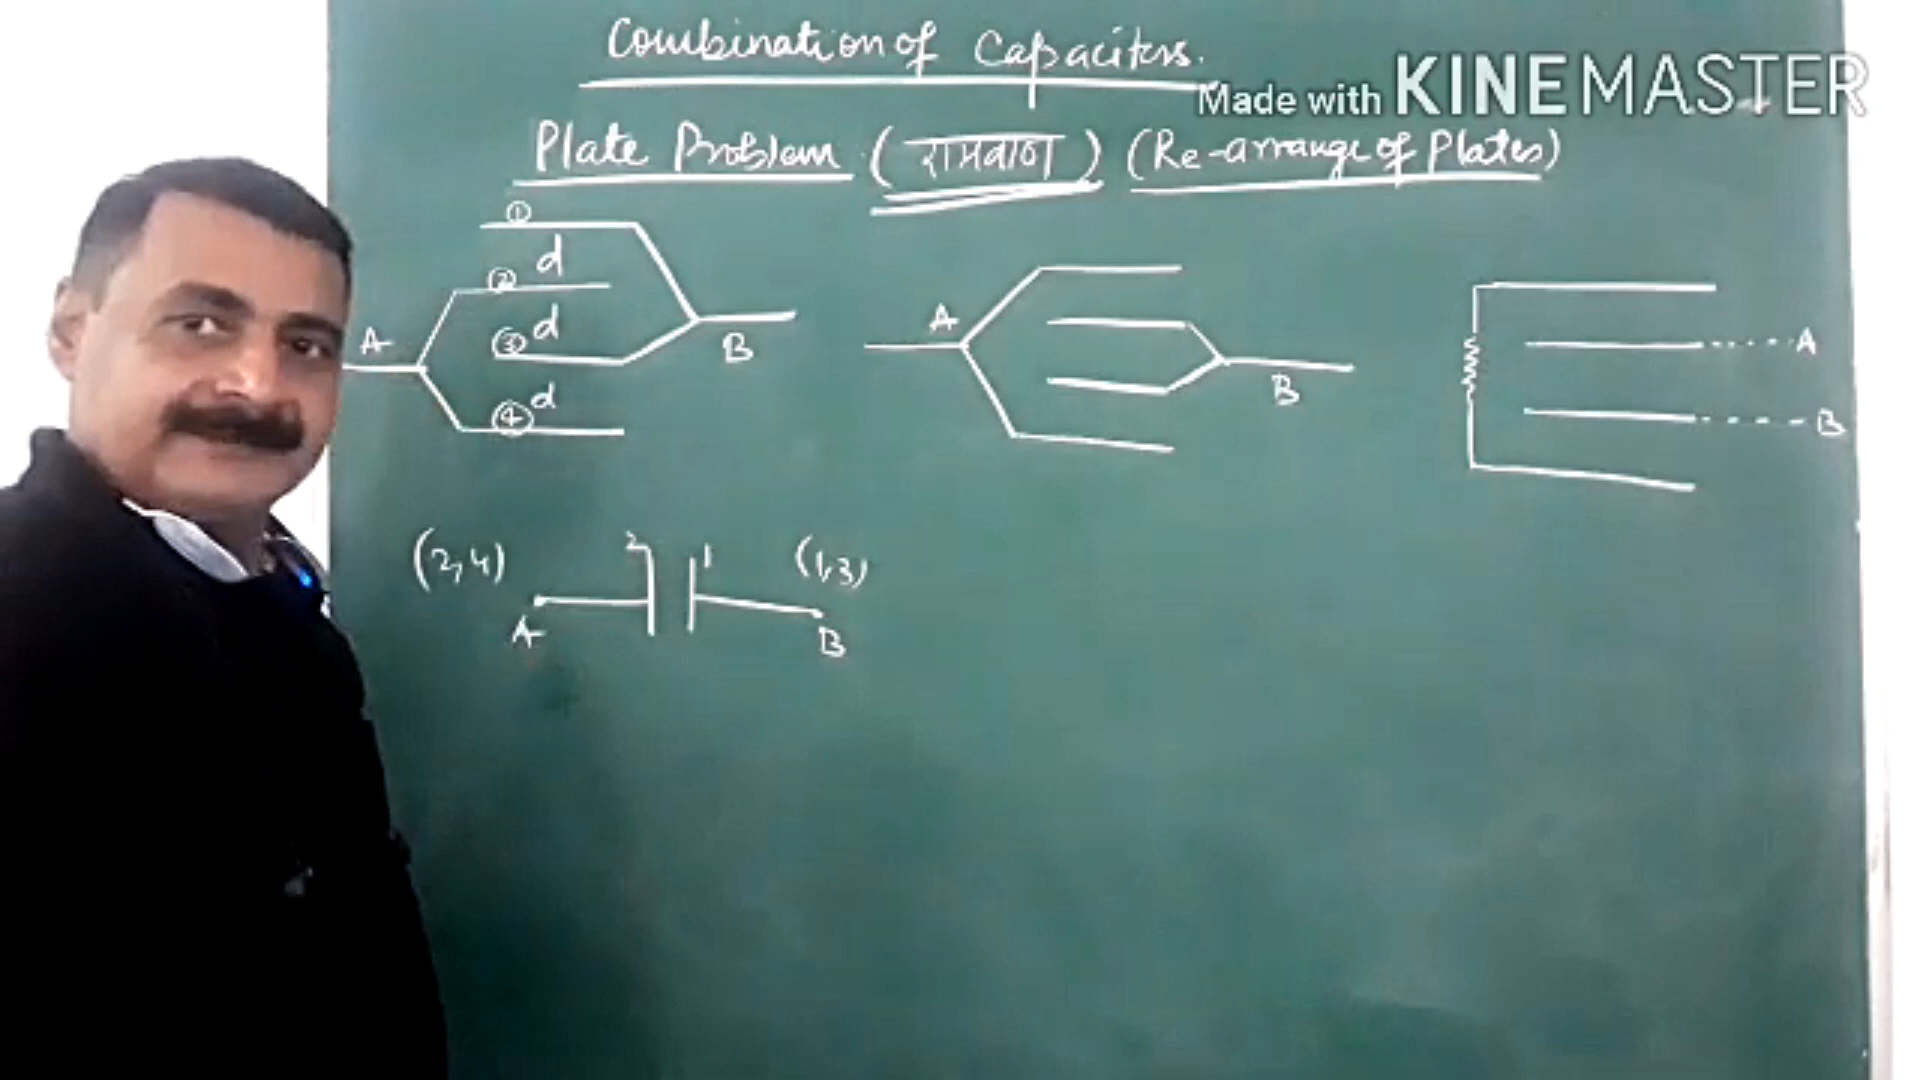 Combination of Capacitors.
Made with KINEMASTER
Plate Problem (रामबाण) (Re-arrange of Plates)
① d
② d
③ d
④
A B
A B
A
B
(2,4) 2 1 (1,3)
A B